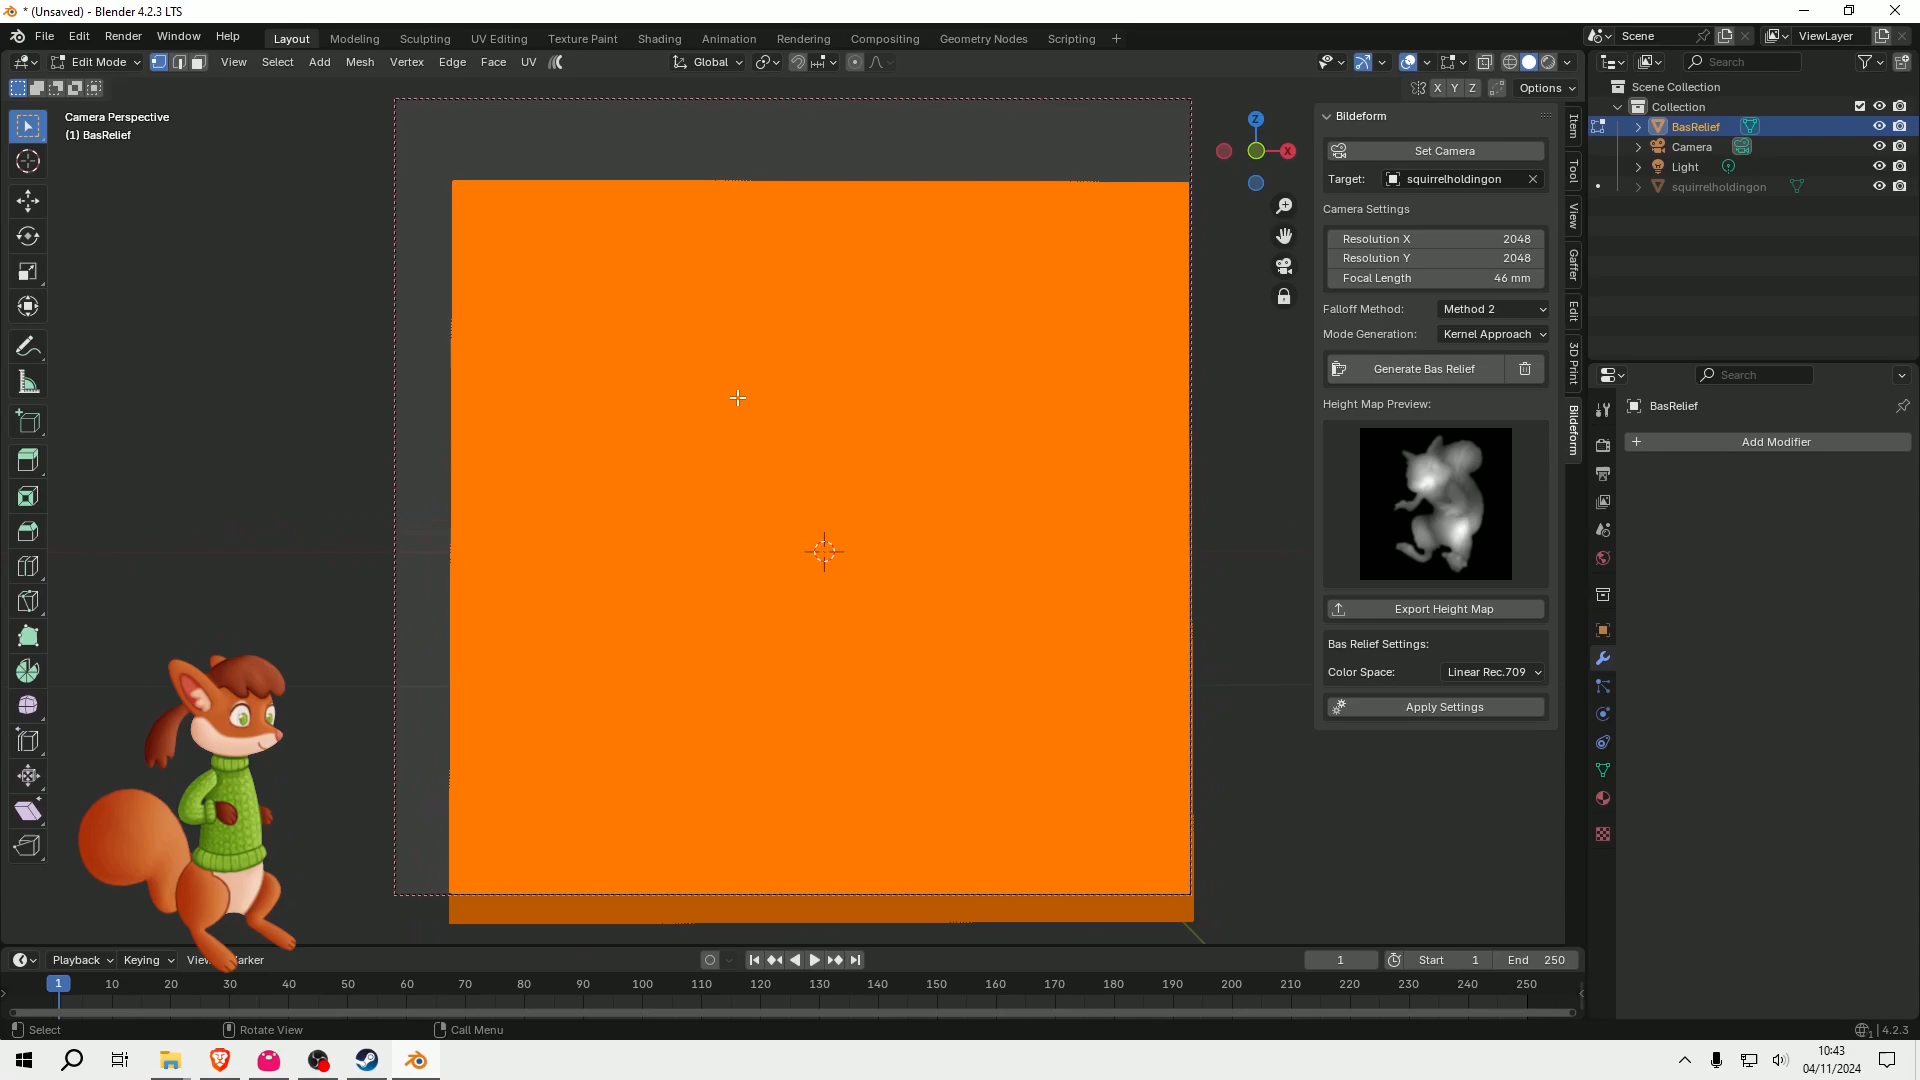 * (Unsaved) - Blender 4.2.3 LTS
File Edit Render Window Help
Layout Modeling Sculpting UV Editing Texture Paint Shading Animation Rendering Compositing Geometry Nodes Scripting +
Scene
ViewLayer
Edit Mode
View Select Add Mesh Vertex Edge Face UV
Global
Search
X Y Z
Options
Camera Perspective
(1) BasRelief
Z
X
Scene Collection
Collection
BasRelief
Camera
Light
squirrelholdingon
Item
Tool
View
Gaffer
Edit
3D Print
Bildeform
Bildeform
Set Camera
Target: squirrelholdingon
Camera Settings
Resolution X 2048
Resolution Y 2048
Focal Length 46 mm
Falloff Method: Method 2
Mode Generation: Kernel Approach
Generate Bas Relief
Height Map Preview:
Export Height Map
Bas Relief Settings:
Color Space: Linear Rec.709
Apply Settings
Search
BasRelief
+ Add Modifier
Playback Keying View Marker
1
Start 1
End 250
1 10 20 30 40 50 60 70 80 90 100 110 120 130 140 150 160 170 180 190 200 210 220 230 240 250
Select Rotate View Call Menu
4.2.3
10:43
04/11/2024